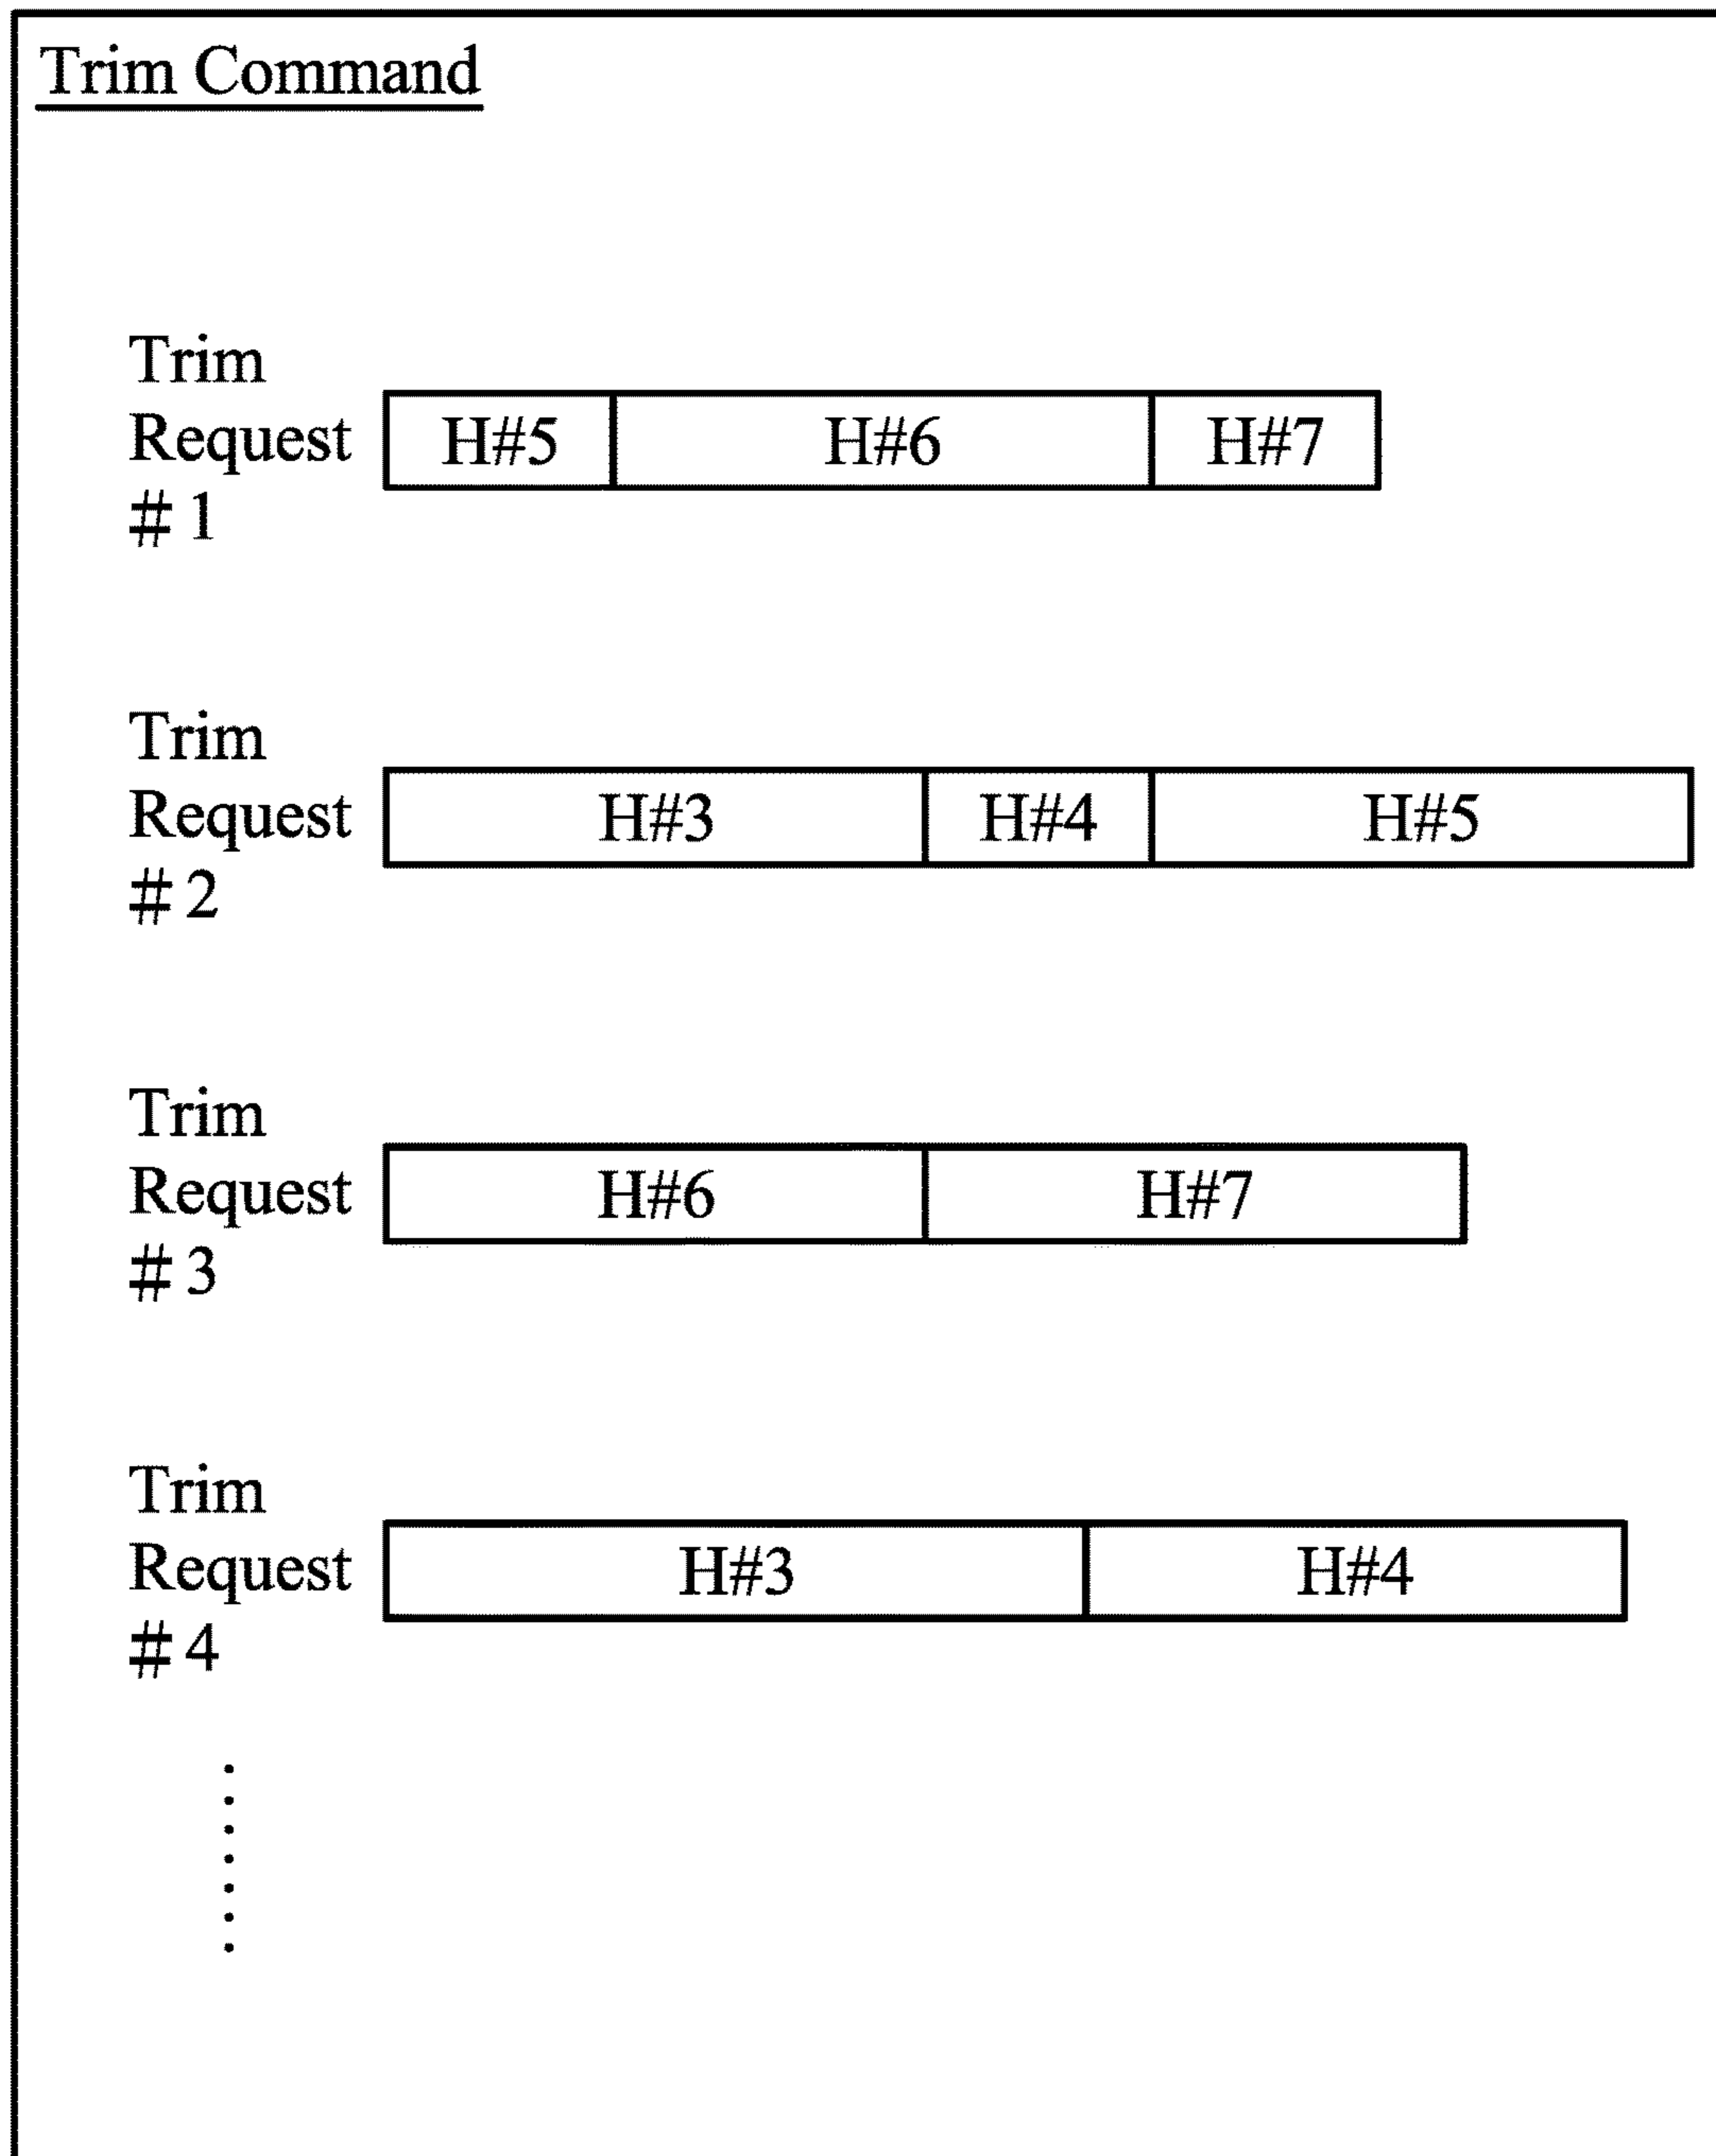 Trim Command
Trim
Request
# 1
H#5 H#6 H#7
Trim
Request
# 2
H#3 H#4 H#5
Trim
Request
# 3
H#6 H#7
Trim
Request
# 4
H#3 H#4